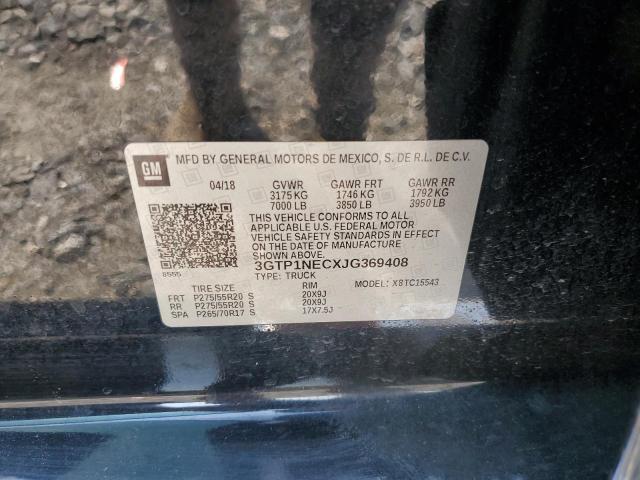 GM MFD BY GENERAL MOTORS DE MEXICO, S. DE R.L. DE C.V.
04/18 GVWR GAWR FRT GAWR RR
3175 KG 1746 KG 1792 KG
7000 LB 3850 LB 3950 LB
THIS VEHICLE CONFORMS TO ALL
APPLICABLE U.S. FEDERAL MOTOR
VEHICLE SAFETY STANDARDS IN EFFECT
ON THE DATE OF MANUFACTURE
SHOWN ABOVE.
3GTP1NECXJG369408
8555 TYPE: TRUCK MODEL: X8TC15543
TIRE SIZE RIM
FRT P275/55R20 S 20X9J
RR P275/55R20 S 20X9J
SPA P265/70R17 S 17X7.5J